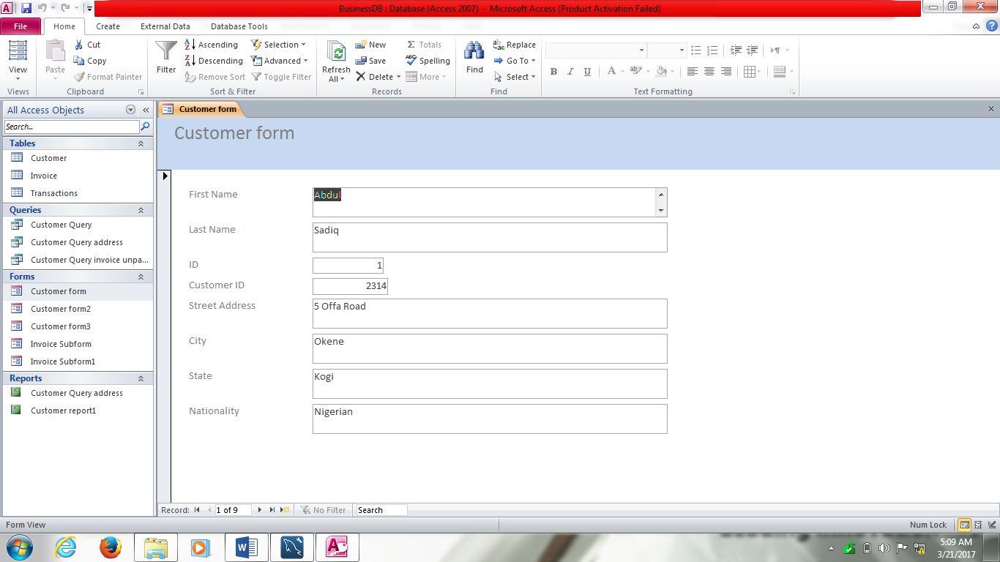 BusinessDB : Database (Access 2007) - Microsoft Access (Product Activation Failed)
File Home Create External Data Database Tools
View
Views
Paste
Cut
Copy
Format Painter
Clipboard
Filter
Ascending
Descending
Remove Sort
Selection
Advanced
Toggle Filter
Sort & Filter
Refresh
All
New
Save
Delete
Totals
Spelling
More
Records
Find
Replace
Go To
Select
Find
B I U A ab
Text Formatting
All Access Objects
Search...
Tables
Customer
Invoice
Transactions
Queries
Customer Query
Customer Query address
Customer Query invoice unpa...
Forms
Customer form
Customer form2
Customer form3
Invoice Subform
Invoice Subform1
Reports
Customer Query address
Customer report1
Customer form
Customer form
First Name Abdul
Last Name Sadiq
ID 1
Customer ID 2314
Street Address 5 Offa Road
City Okene
State Kogi
Nationality Nigerian
Record: 1 of 9 No Filter Search
Form View Num Lock
5:09 AM
3/21/2017